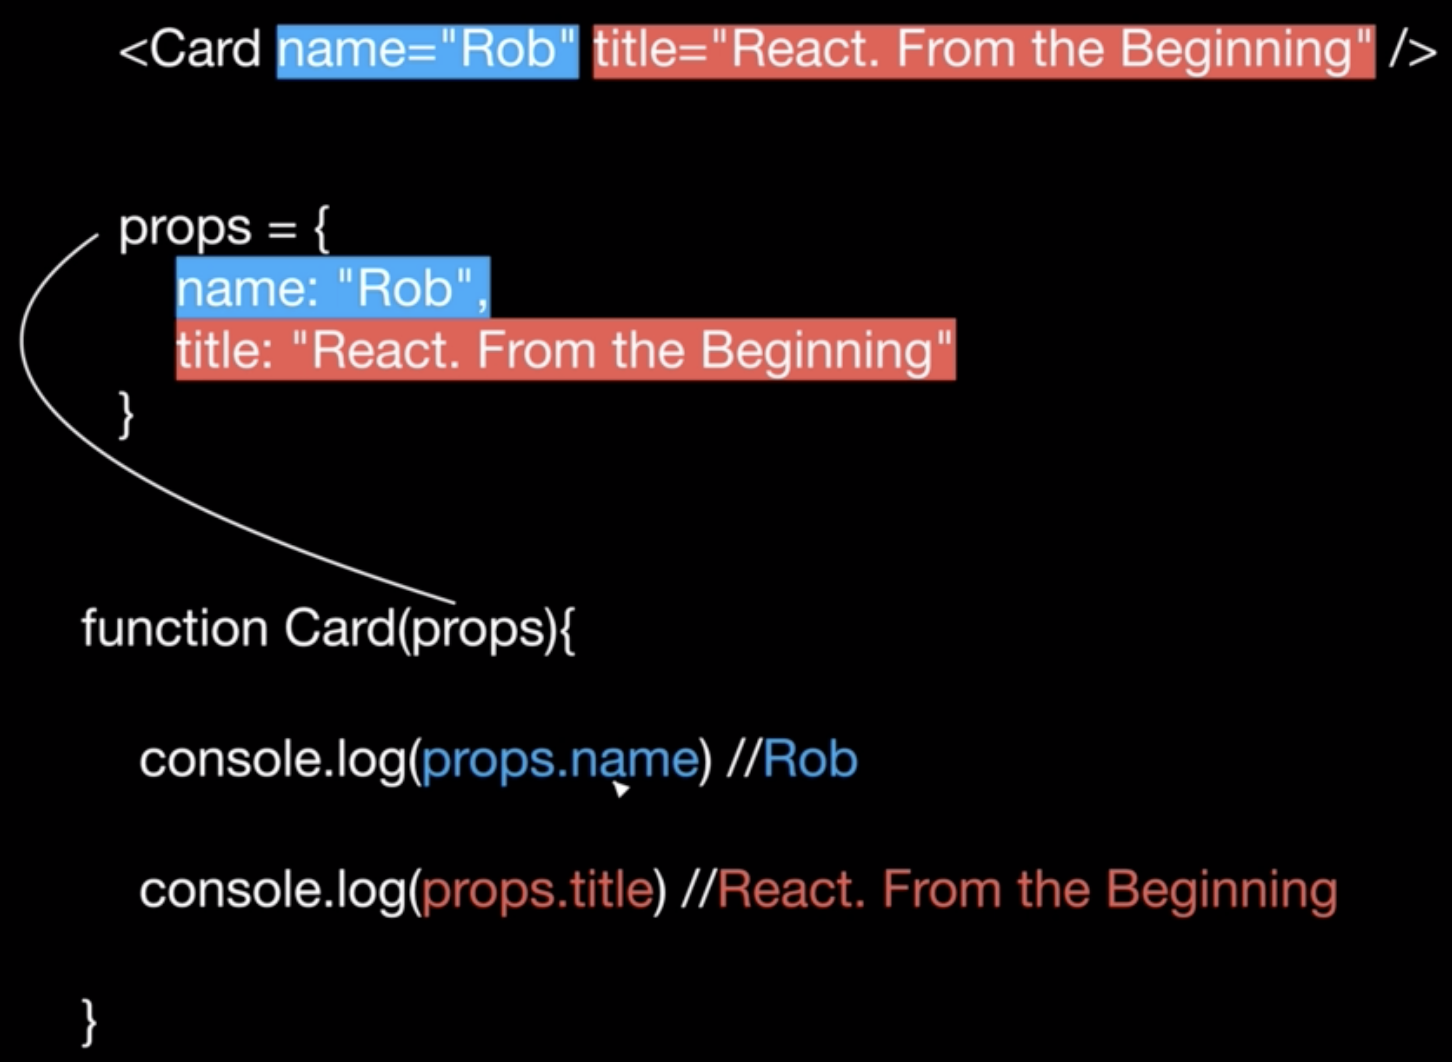 <Card name="Rob" title="React. From the Beginning" />
props = {
name: "Rob",
title: "React. From the Beginning"
}
function Card(props){
console.log(props.name) //Rob
console.log(props.title) //React. From the Beginning
}